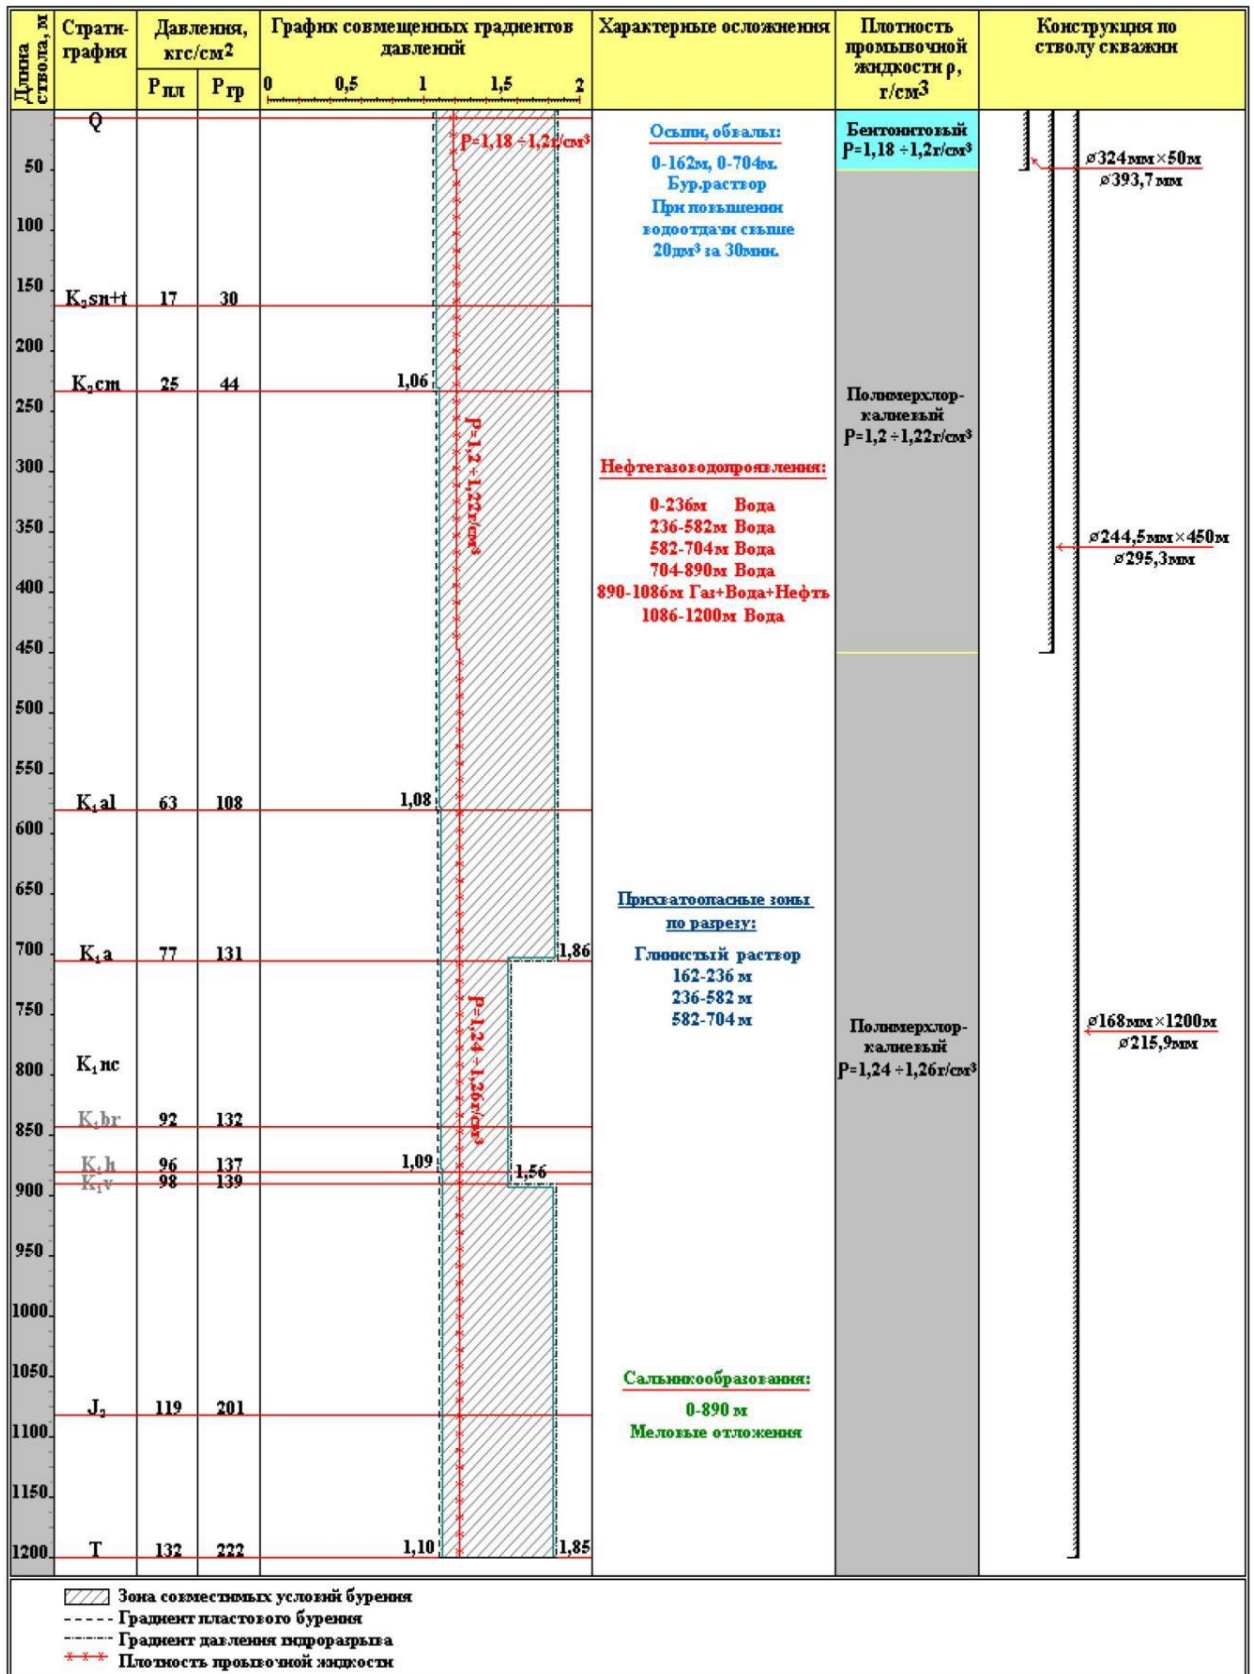 Длина ствола, м
Страти-
графия
Давления,
кгс/см2
Pпл
Pгр
График совмещенных градиентов
давлений
0 0,5 1 1,5 2
Характерные осложнения
Плотность
промывочной
жидкости ρ,
г/см3
Конструкция по
стволу скважин
Q
P=1,18 ÷1,2г/см³
50
100
150
K₂sn+t 17 30
200
K₂cm 25 44 1,06
250
300
350
400
450
500
550
K₁al 63 108 1,08
600
650
700
K₁a 77 131 1,86
750
K₁nc
800
K₁br 92 132
850
K₁h 96 137 1,09 1,56
K₁v 98 139
900
950
1000
1050
J₂ 119 201
1100
1150
1200 T 132 222 1,10 1,85
P=1,2 ÷ 1,22г/см³
P=1,24 ÷ 1,26г/см³
Осыпи, обвалы:
0-162м, 0-704м.
Бур.раствор
При повышении
водоотдачи свыше
20дм³ за 30мин.
Нефтегазоводопроявления:
0-236м Вода
236-582м Вода
582-704м Вода
704-890м Вода
890-1086м Газ+Вода+Нефть
1086-1200м Вода
Прихватоопасные зоны
по разрезу:
Глинистый раствор
162-236 м
236-582 м
582-704 м
Сальникообразования:
0-890 м
Меловые отложения
Бентонитовый
P=1,18 ÷1,2г/см³
Полимерхлор-
калиевый
P=1,2 ÷1,22г/см³
Полимерхлор-
калиевый
P=1,24 ÷1,26г/см³
⌀324мм×50м
⌀393,7мм
⌀244,5мм×450м
⌀295,3мм
⌀168мм×1200м
⌀215,9мм
Зона совместимых условий бурения
Градиент пластового бурения
Градиент давления гидроразрыва
Плотность проывочной жидкости